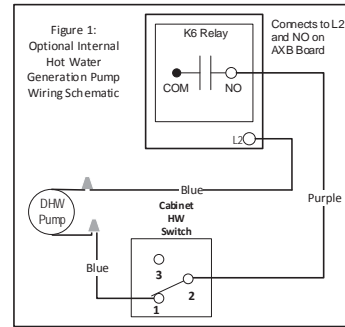 Figure 1:
Optional Internal
Hot Water
Generation Pump
Wiring Schematic
K6 Relay
COM
NO
L2
Connects to L2
and NO on
AXB Board
Blue
Purple
DHW
Pump
Cabinet
HW
Switch
Blue
3
2
1